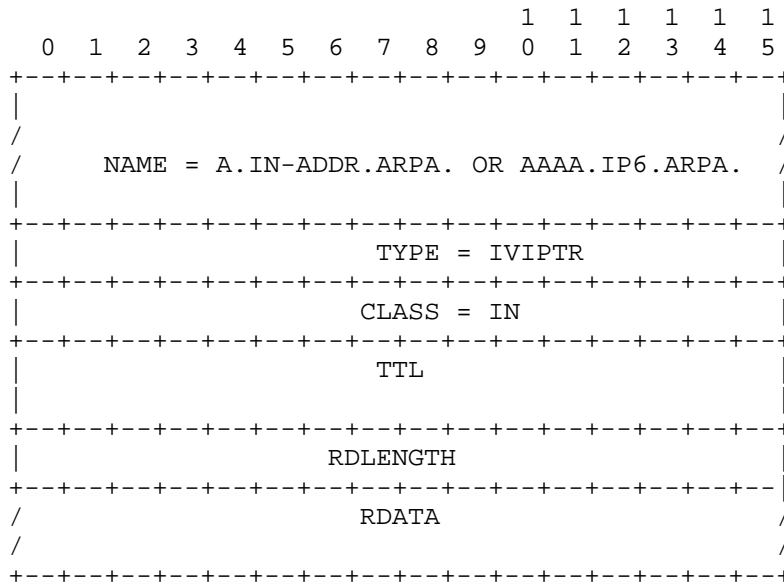 1  1  1  1  1  1
  0  1  2  3  4  5  6  7  8  9  0  1  2  3  4  5
+--+--+--+--+--+--+--+--+--+--+--+--+--+--+--+--+
|                                               |
/                                               /
/     NAME = A.IN-ADDR.ARPA. OR AAAA.IP6.ARPA.  /
|                                               |
+--+--+--+--+--+--+--+--+--+--+--+--+--+--+--+--+
|                      TYPE = IVIPTR            |
+--+--+--+--+--+--+--+--+--+--+--+--+--+--+--+--+
|                     CLASS = IN                |
+--+--+--+--+--+--+--+--+--+--+--+--+--+--+--+--+
|                      TTL                      |
|                                               |
+--+--+--+--+--+--+--+--+--+--+--+--+--+--+--+--+
|                   RDLENGTH                    |
+--+--+--+--+--+--+--+--+--+--+--+--+--+--+--+--|
/                     RDATA                     /
/                                               /
+--+--+--+--+--+--+--+--+--+--+--+--+--+--+--+--+